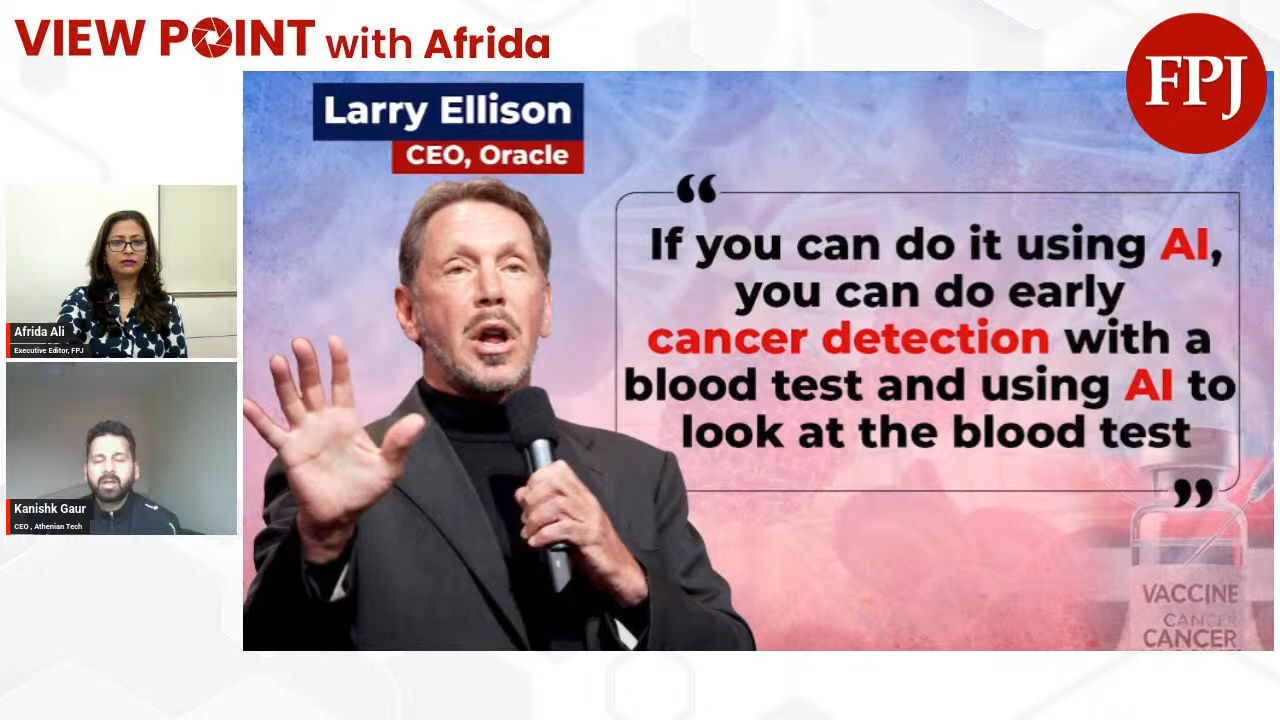 VIEW POINT with Afrida
FPJ
Larry Ellison
CEO, Oracle
“
If you can do it using AI,
you can do early
cancer detection with a
blood test and using AI to
look at the blood test
”
Afrida Ali
Executive Editor, FPJ
Kanishk Gaur
CEO , Athenian Tech
VACCINE
CANCER
CANCER